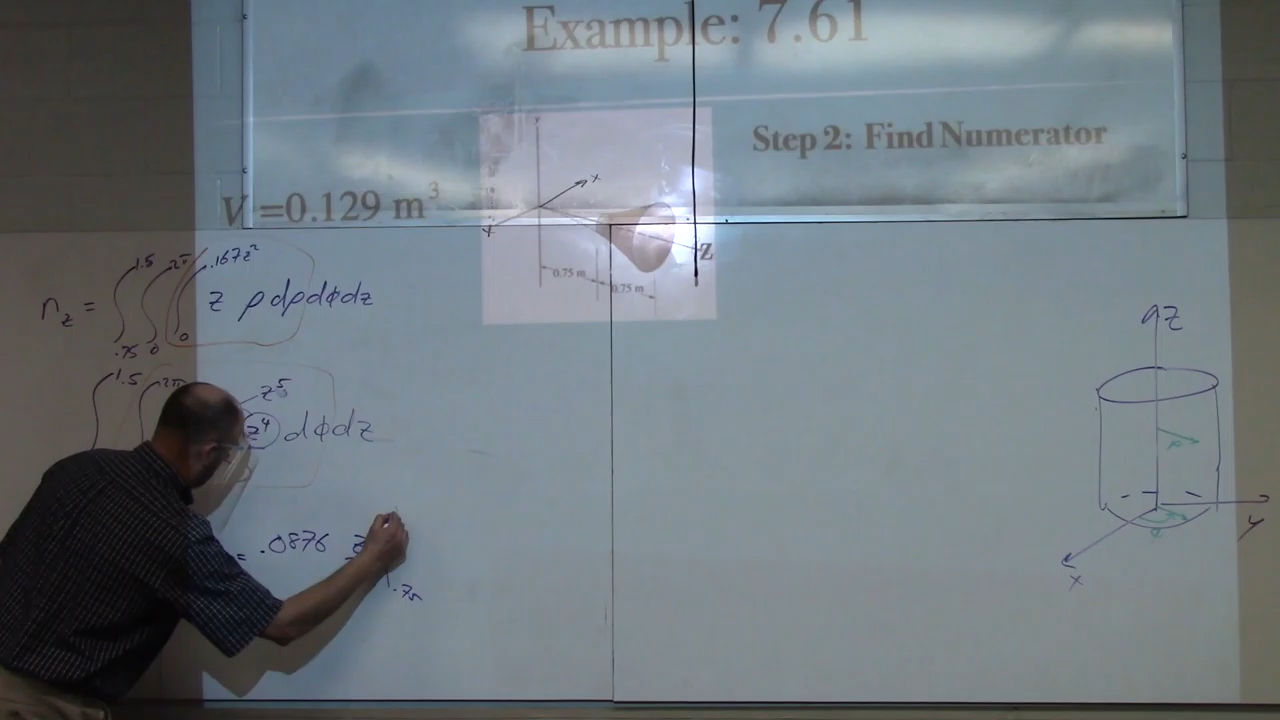 Example: 7.61
Step 2: Find Numerator
V =0.129 m³
Y
x
Z
0.75 m
0.75 m
1.5 2π .167z²
n_z = ∫∫∫ z ρ dρ dϕ dz
.75 0 0
1.5 2π
z⁵
z⁴ dϕ dz
= .0876
.75
z
ρ
y
x